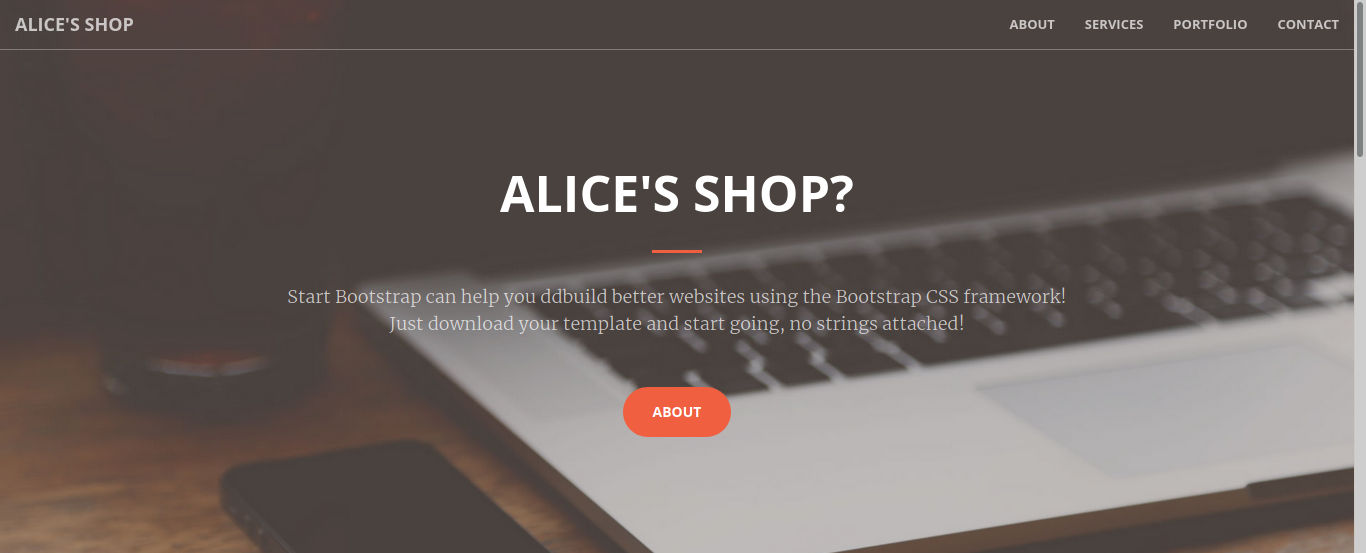 ALICE'S SHOP
ABOUT SERVICES PORTFOLIO CONTACT
ALICE'S SHOP?
Start Bootstrap can help you ddbuild better websites using the Bootstrap CSS framework!
Just download your template and start going, no strings attached!
ABOUT